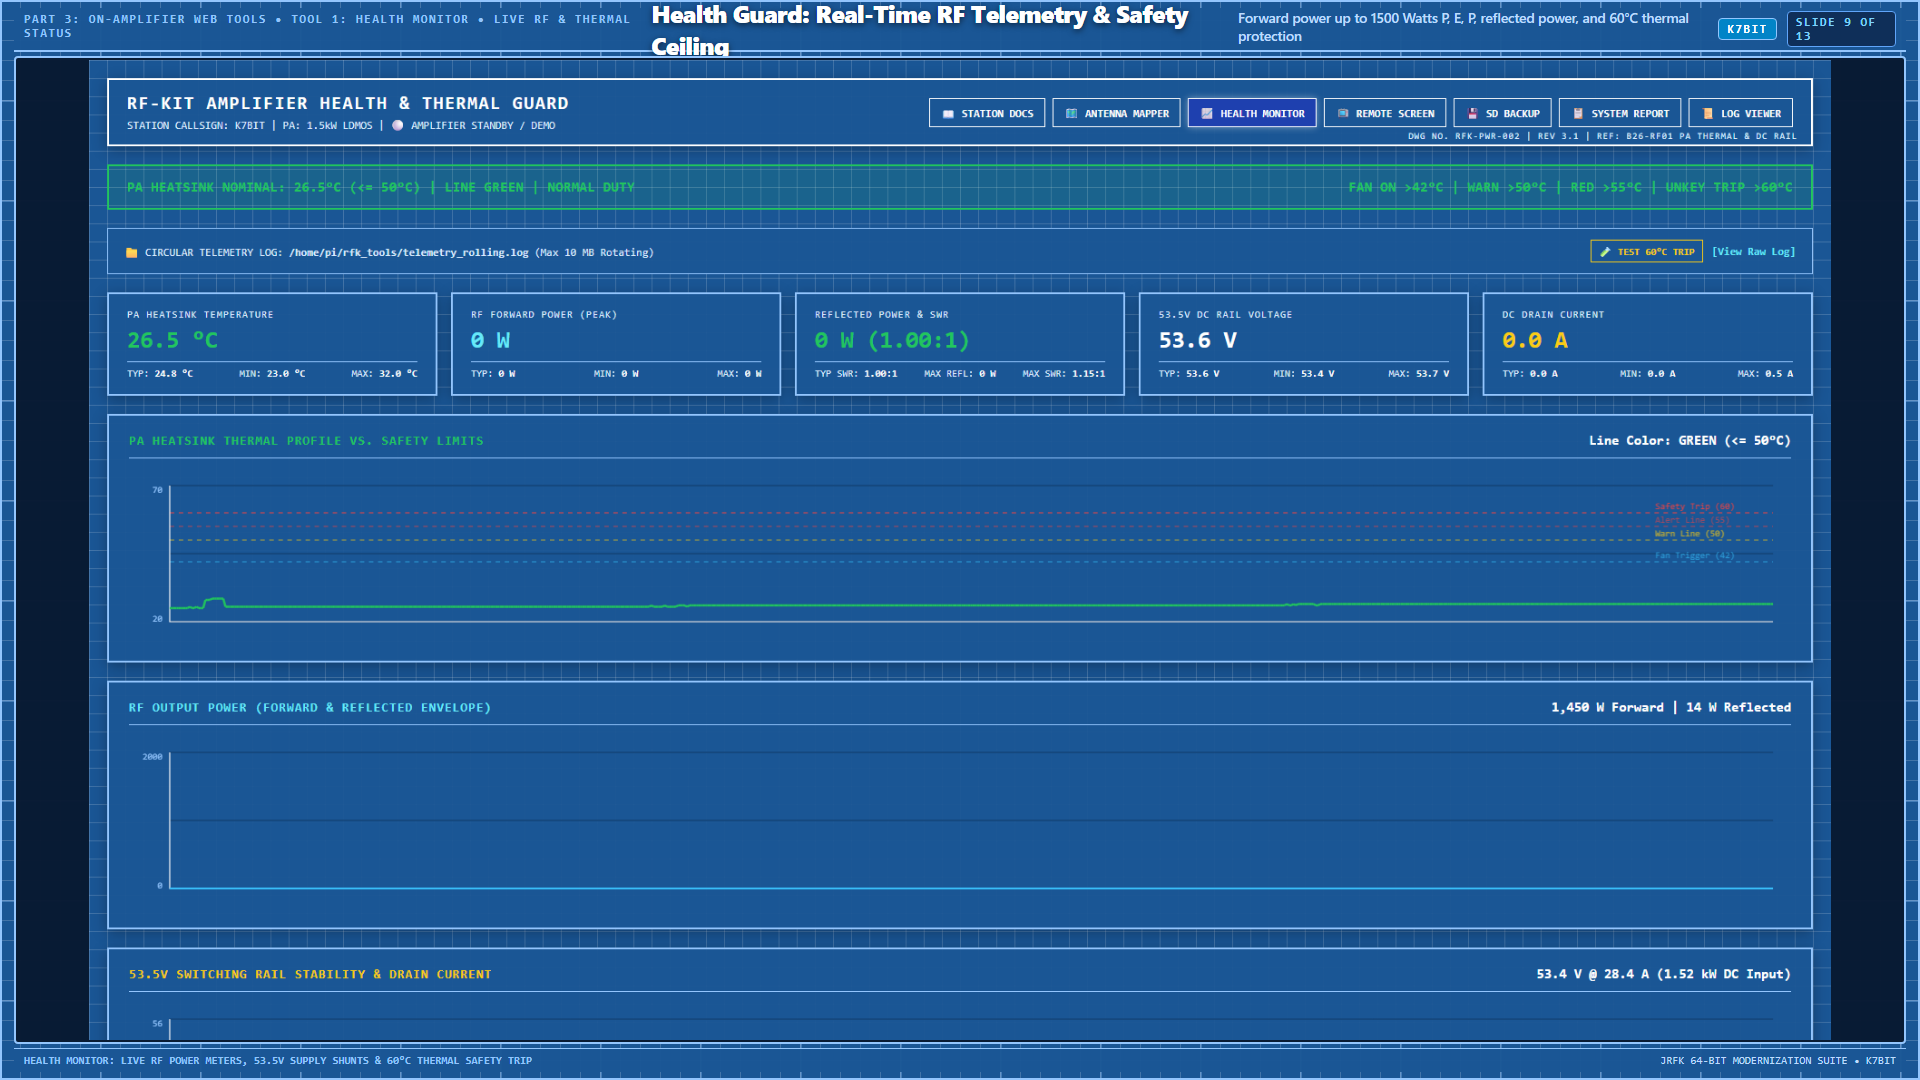 PART 3: ON-AMPLIFIER WEB TOOLS • TOOL 1: HEALTH MONITOR • LIVE RF & THERMAL STATUS
Health Guard: Real-Time RF Telemetry & Safety Ceiling
Forward power up to 1500 Watts P, E, P, reflected power, and 60°C thermal protection
K7BIT
SLIDE 9 OF 13
RF-KIT AMPLIFIER HEALTH & THERMAL GUARD
STATION CALLSIGN: K7BIT | PA: 1.5kW LDMOS | AMPLIFIER STANDBY / DEMO
STATION DOCS
ANTENNA MAPPER
HEALTH MONITOR
REMOTE SCREEN
SD BACKUP
SYSTEM REPORT
LOG VIEWER
DWG NO. RFK-PWR-002 | REV 3.1 | REF: B26-RF01 PA THERMAL & DC RAIL
PA HEATSINK NOMINAL: 26.5°C (<= 50°C) | LINE GREEN | NORMAL DUTY
FAN ON >42°C | WARN >50°C | RED >55°C | UNKEY TRIP >60°C
CIRCULAR TELEMETRY LOG: /home/pi/rfk_tools/telemetry_rolling.log (Max 10 MB Rotating)
TEST 60°C TRIP
[View Raw Log]
PA HEATSINK TEMPERATURE
26.5 °C
TYP: 24.8 °C MIN: 23.0 °C MAX: 32.0 °C
RF FORWARD POWER (PEAK)
0 W
TYP: 0 W MIN: 0 W MAX: 0 W
REFLECTED POWER & SWR
0 W (1.00:1)
TYP SWR: 1.00:1 MAX REFL: 0 W MAX SWR: 1.15:1
53.5V DC RAIL VOLTAGE
53.6 V
TYP: 53.6 V MIN: 53.4 V MAX: 53.7 V
DC DRAIN CURRENT
0.0 A
TYP: 0.0 A MIN: 0.0 A MAX: 0.5 A
PA HEATSINK THERMAL PROFILE VS. SAFETY LIMITS
Line Color: GREEN (<= 50°C)
70
Safety Trip (60)
Alert Line (55)
Warn Line (50)
Fan Trigger (42)
20
RF OUTPUT POWER (FORWARD & REFLECTED ENVELOPE)
1,450 W Forward | 14 W Reflected
2000
0
53.5V SWITCHING RAIL STABILITY & DRAIN CURRENT
53.4 V @ 28.4 A (1.52 kW DC Input)
56
HEALTH MONITOR: LIVE RF POWER METERS, 53.5V SUPPLY SHUNTS & 60°C THERMAL SAFETY TRIP
JRFK 64-BIT MODERNIZATION SUITE • K7BIT